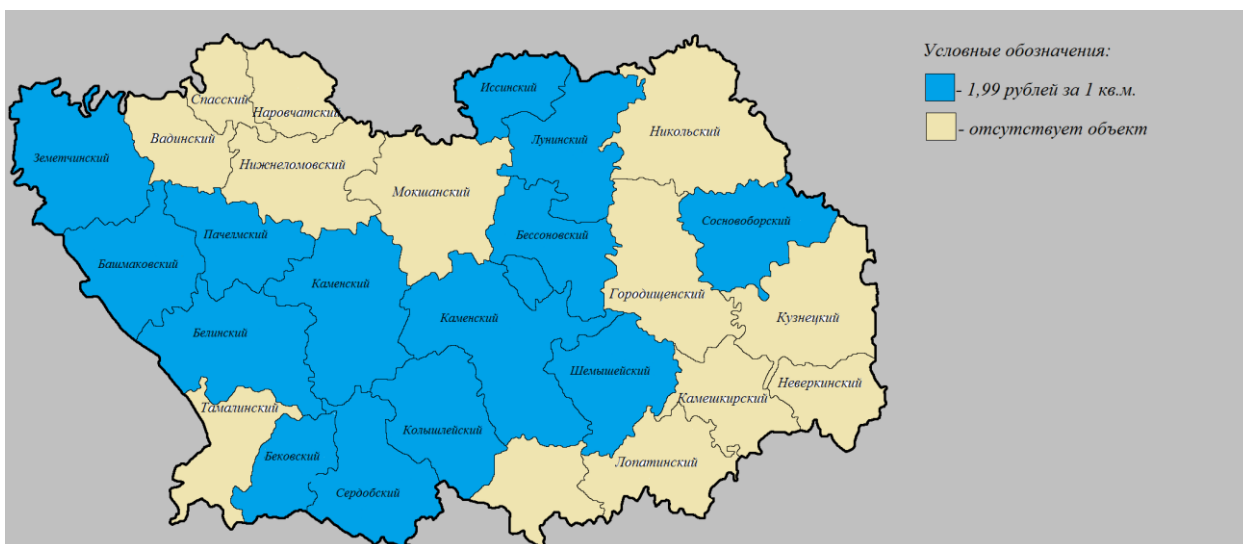 Условные обозначения:
- 1,99 рублей за 1 кв.м.
- отсутствует объект
Спасский
Наровчатский
Иссинский
Вадинский
Никольский
Лунинский
Земетчинский
Нижнеломовский
Мокшанский
Сосновоборский
Пачелмский
Бессоновский
Башмаковский
Каменский
Городищенский
Каменский
Кузнецкий
Белинский
Шемышейский
Неверкинский
Камешкирский
Тамалинский
Колышлейский
Бековский
Лопатинский
Сердобский